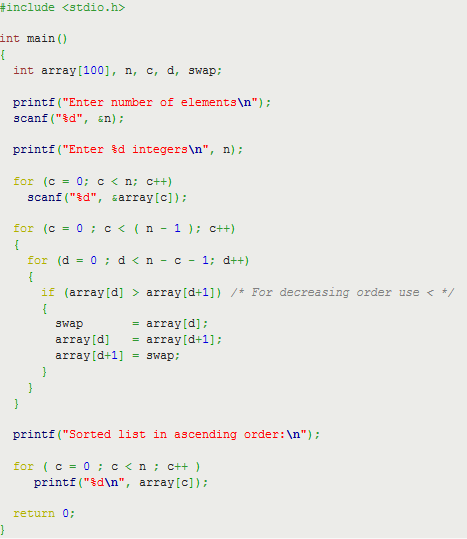 #include <stdio.h>
int main()
{
int array[100], n, c, d, swap;
printf("Enter number of elements\n");
scanf("%d", &n);
printf("Enter %d integers\n", n);
for (c = 0; c < n; c++)
scanf("%d", &array[c]);
for (c = 0 ; c < ( n - 1 ); c++)
{
for (d = 0 ; d < n - c - 1; d++)
{
if (array[d] > array[d+1]) /* For decreasing order use < */
{
swap       = array[d];
array[d]   = array[d+1];
array[d+1] = swap;
}
}
}
printf("Sorted list in ascending order:\n");
for ( c = 0 ; c < n ; c++ )
printf("%d\n", array[c]);
return 0;
}